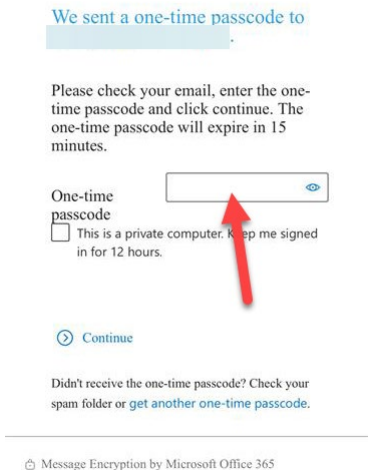 We sent a one-time passcode to
.
Please check your email, enter the one-
time passcode and click continue. The
one-time passcode will expire in 15
minutes.
One-time
passcode
This is a private computer. Keep me signed
in for 12 hours.
Continue
Didn't receive the one-time passcode? Check your
spam folder or get another one-time passcode.
Message Encryption by Microsoft Office 365